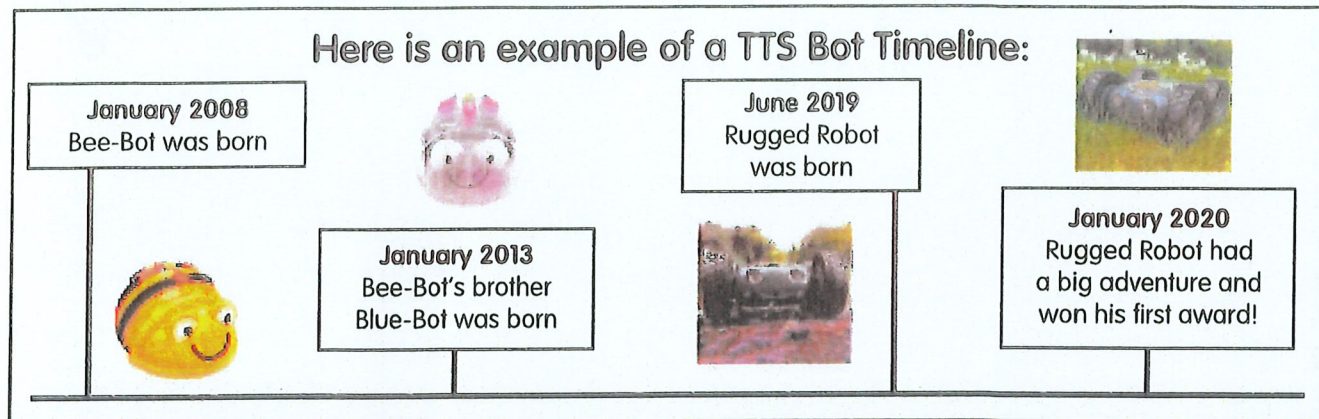 Here is an example of a TTS Bot Timeline:
January 2008
Bee-Bot was born
January 2013
Bee-Bot's brother
Blue-Bot was born
June 2019
Rugged Robot
was born
January 2020
Rugged Robot had
a big adventure and
won his first award!